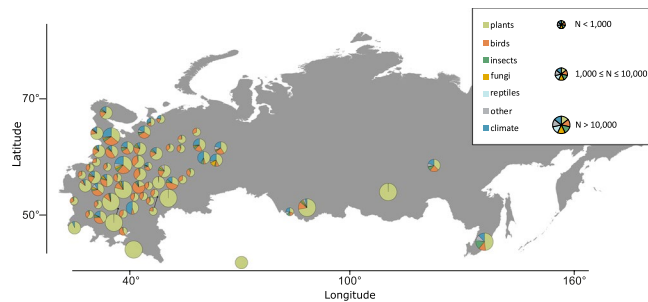 plants
birds
insects
fungi
reptiles
other
climate
N < 1,000
1,000 ≤ N ≤ 10,000
N > 10,000
70°
50°
Latitude
40°
100°
160°
Longitude